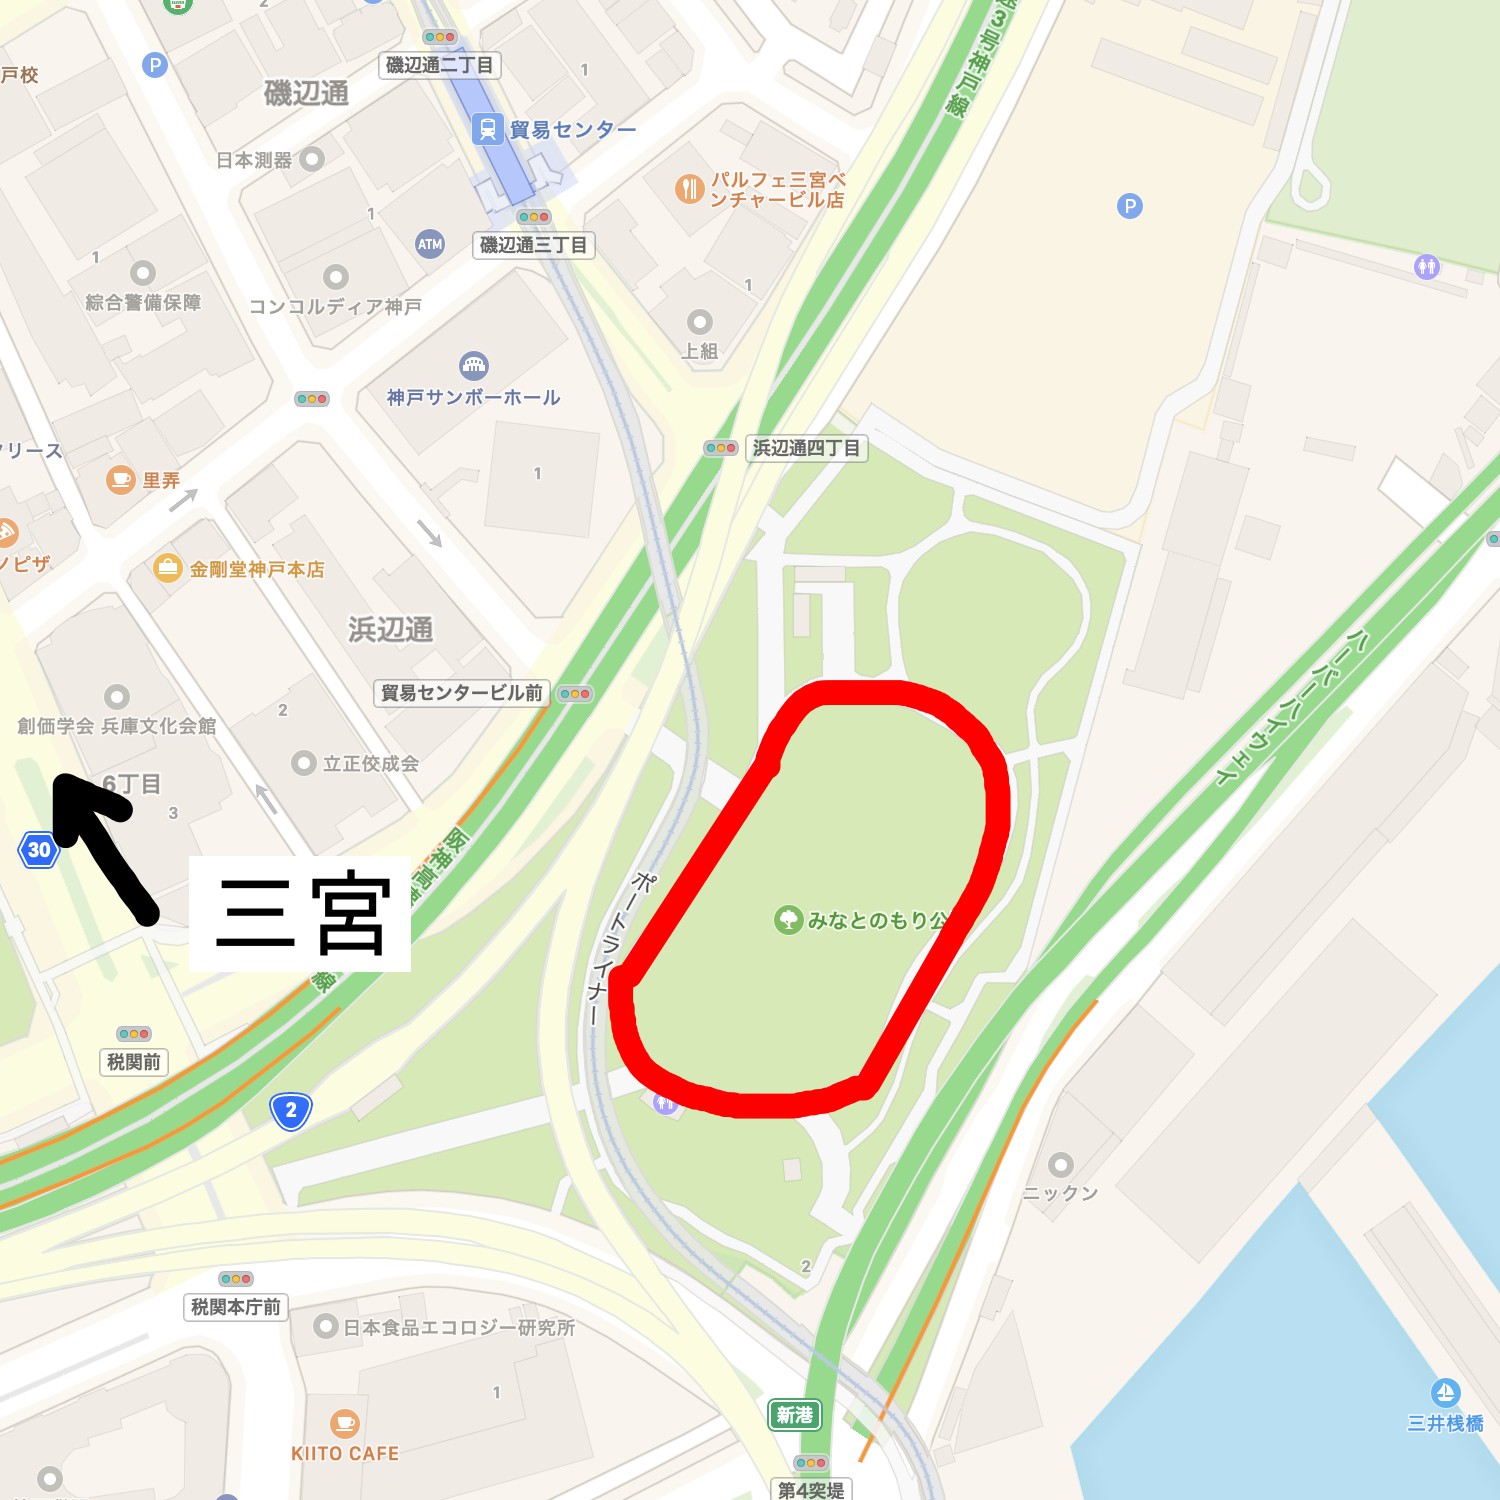 磯辺通二丁目
戸校
磯辺通
1
2
3号神戸線
貿易センター
日本測器
パルフェ三宮ベ
ンチャービル店
P
P
1
ATM
磯辺通三丁目
1
綜合警備保障
コンコルディア神戸
1
上組
神戸サンボーホール
浜辺通四丁目
クリース
里弄
1
ノピザ
金剛堂神戸本店
浜辺通
ハーバーハイウェイ
貿易センタービル前
創価学会 兵庫文化会館
2
立正佼成会
6丁目
3
30
阪神高速
三宮
線
ポートライナー
みなとのもり公
税関前
2
ニックン
2
税関本庁前
日本食品エコロジー研究所
1
KIITO CAFE
新港
三井桟橋
第4突堤